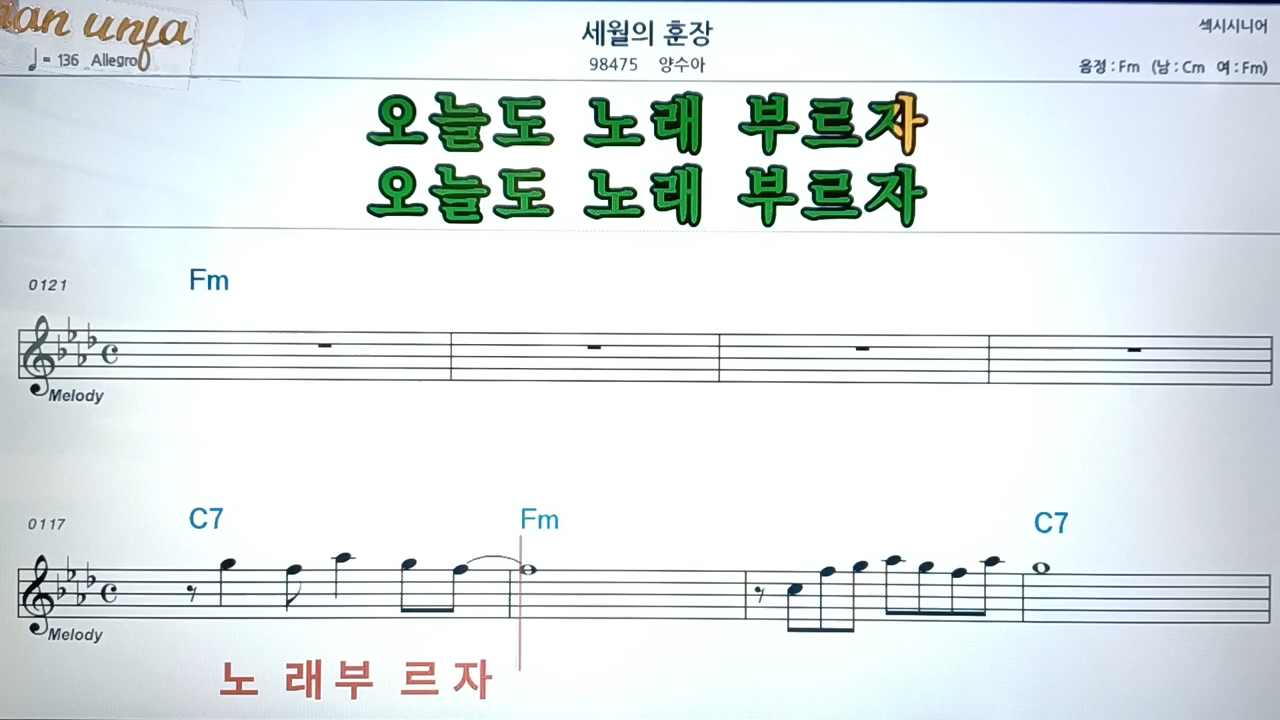 세월의 훈장
섹시시니어
♩= 136 Allegro
98475 양수아
음정 : Fm (남 : Cm 여 : Fm)
오늘도 노래 부르자
오늘도 노래 부르자
0121 Fm
Melody
0117 C7 Fm C7
Melody
노 래부 르 자